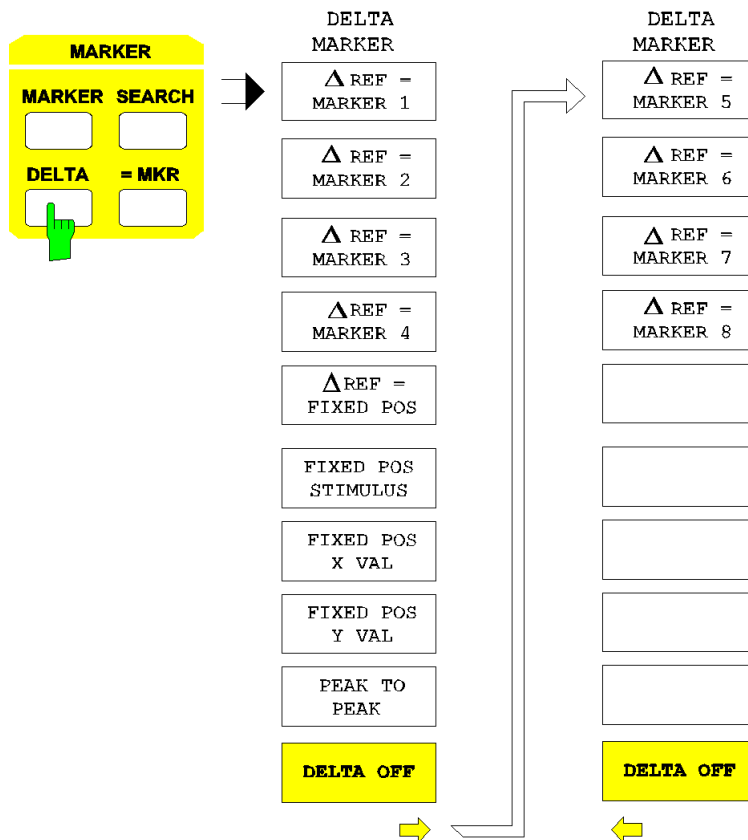 MARKER
MARKER SEARCH
DELTA = MKR
DELTA
MARKER
Δ REF =
MARKER 1
Δ REF =
MARKER 2
Δ REF =
MARKER 3
Δ REF =
MARKER 4
Δ REF =
FIXED POS
FIXED POS
STIMULUS
FIXED POS
X VAL
FIXED POS
Y VAL
PEAK TO
PEAK
DELTA OFF
DELTA
MARKER
Δ REF =
MARKER 5
Δ REF =
MARKER 6
Δ REF =
MARKER 7
Δ REF =
MARKER 8
DELTA OFF